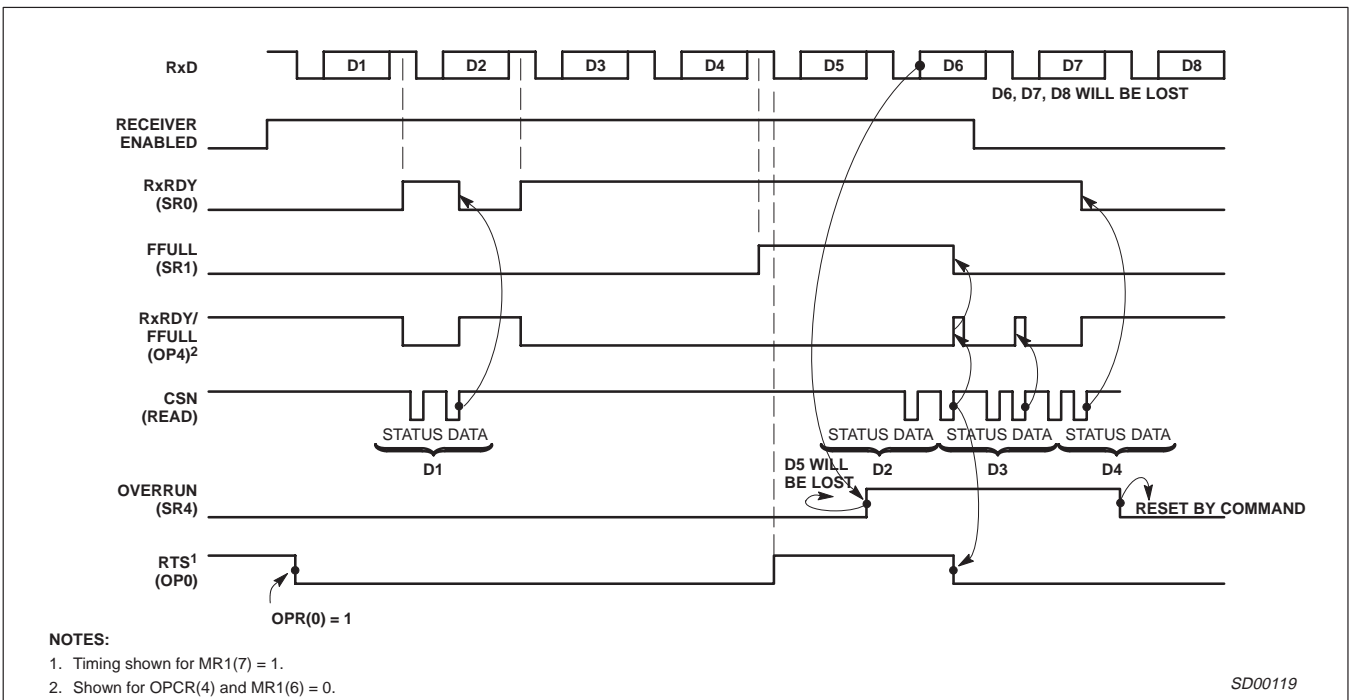 RxD
D1 D2 D3 D4 D5 D6 D7 D8
D6, D7, D8 WILL BE LOST
RECEIVER
ENABLED
RxRDY
(SR0)
FFULL
(SR1)
RxRDY/
FFULL
(OP4)2
CSN
(READ)
STATUS DATA STATUS DATA STATUS DATA STATUS DATA
D1 D2 D3 D4
D5 WILL
BE LOST
OVERRUN
(SR4)
RESET BY COMMAND
RTS1
(OP0)
OPR(0) = 1
NOTES:
1. Timing shown for MR1(7) = 1.
2. Shown for OPCR(4) and MR1(6) = 0.
SD00119